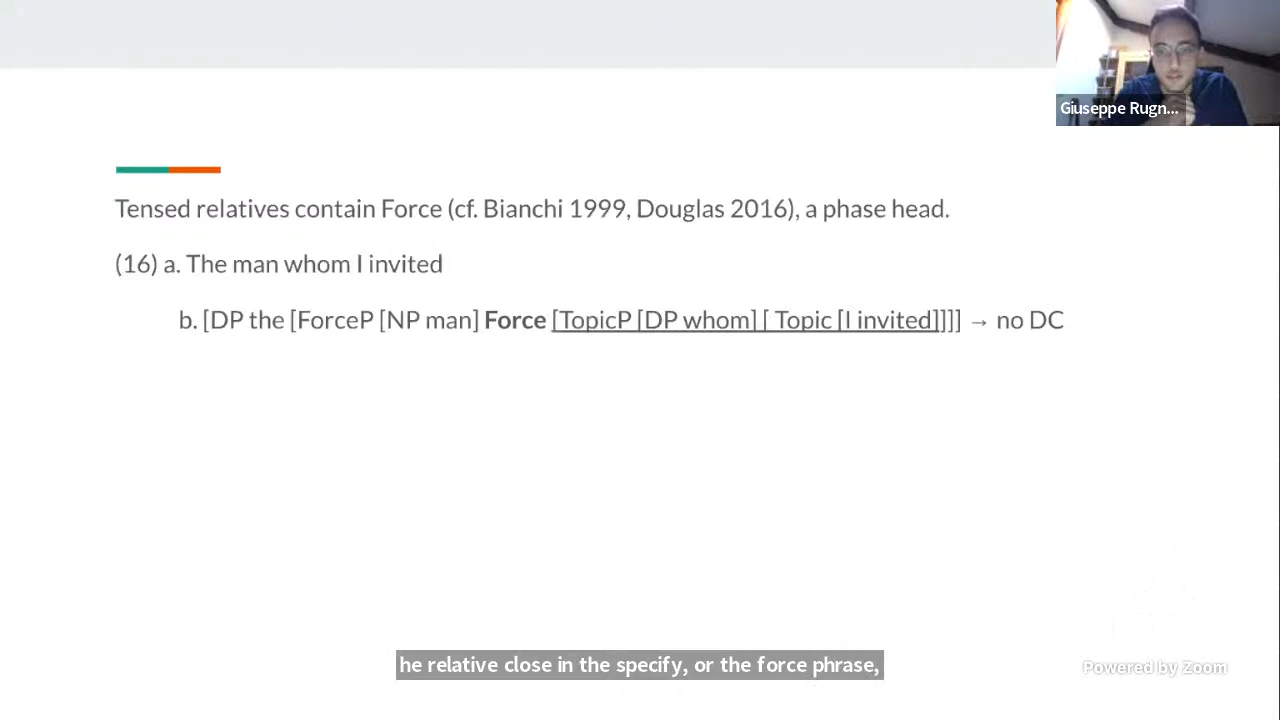 Giuseppe Rugn...
Tensed relatives contain Force (cf. Bianchi 1999, Douglas 2016), a phase head.
(16) a. The man whom I invited
b. [DP the [ForceP [NP man] Force [TopicP [DP whom] [ Topic [I invited]]]]] → no DC
he relative close in the specify, or the force phrase,
Powered by Zoom